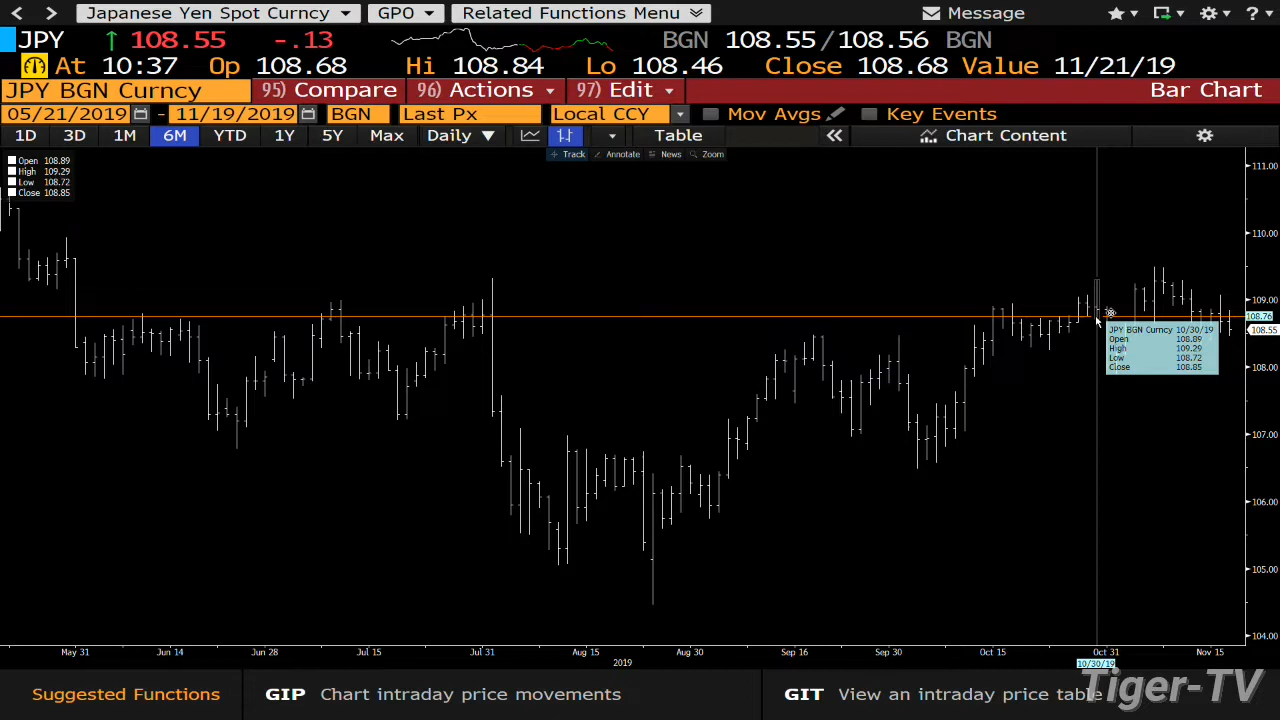 Japanese Yen Spot Curncy GPO Related Functions Menu Message ?
JPY 108.55 -.13 BGN 108.55/108.56 BGN
At 10:37 Op 108.68 Hi 108.84 Lo 108.46 Close 108.68 Value 11/21/19
JPY BGN Curncy 95) Compare 96) Actions 97) Edit Bar Chart
05/21/2019 - 11/19/2019 BGN Last Px Local CCY Mov Avgs Key Events
1D 3D 1M 6M YTD 1Y 5Y Max Daily ▼ Table Chart Content
Track Annotate News Zoom
Open 108.89
High 109.29
Low 108.72
Close 108.85
111.00
110.00
109.00
108.76
108.55
108.00
107.00
106.00
105.00
104.00
JPY BGN Curncy 10/30/19
Open 108.89
High 109.29
Low 108.72
Close 108.85
May 31 Jun 14 Jun 28 Jul 15 Jul 31 Aug 15 Aug 30 Sep 16 Sep 30 Oct 15 Oct 31 Nov 15
2019 10/30/19
Suggested Functions GIP Chart intraday price movements GIT View an intraday price table
Tiger-TV